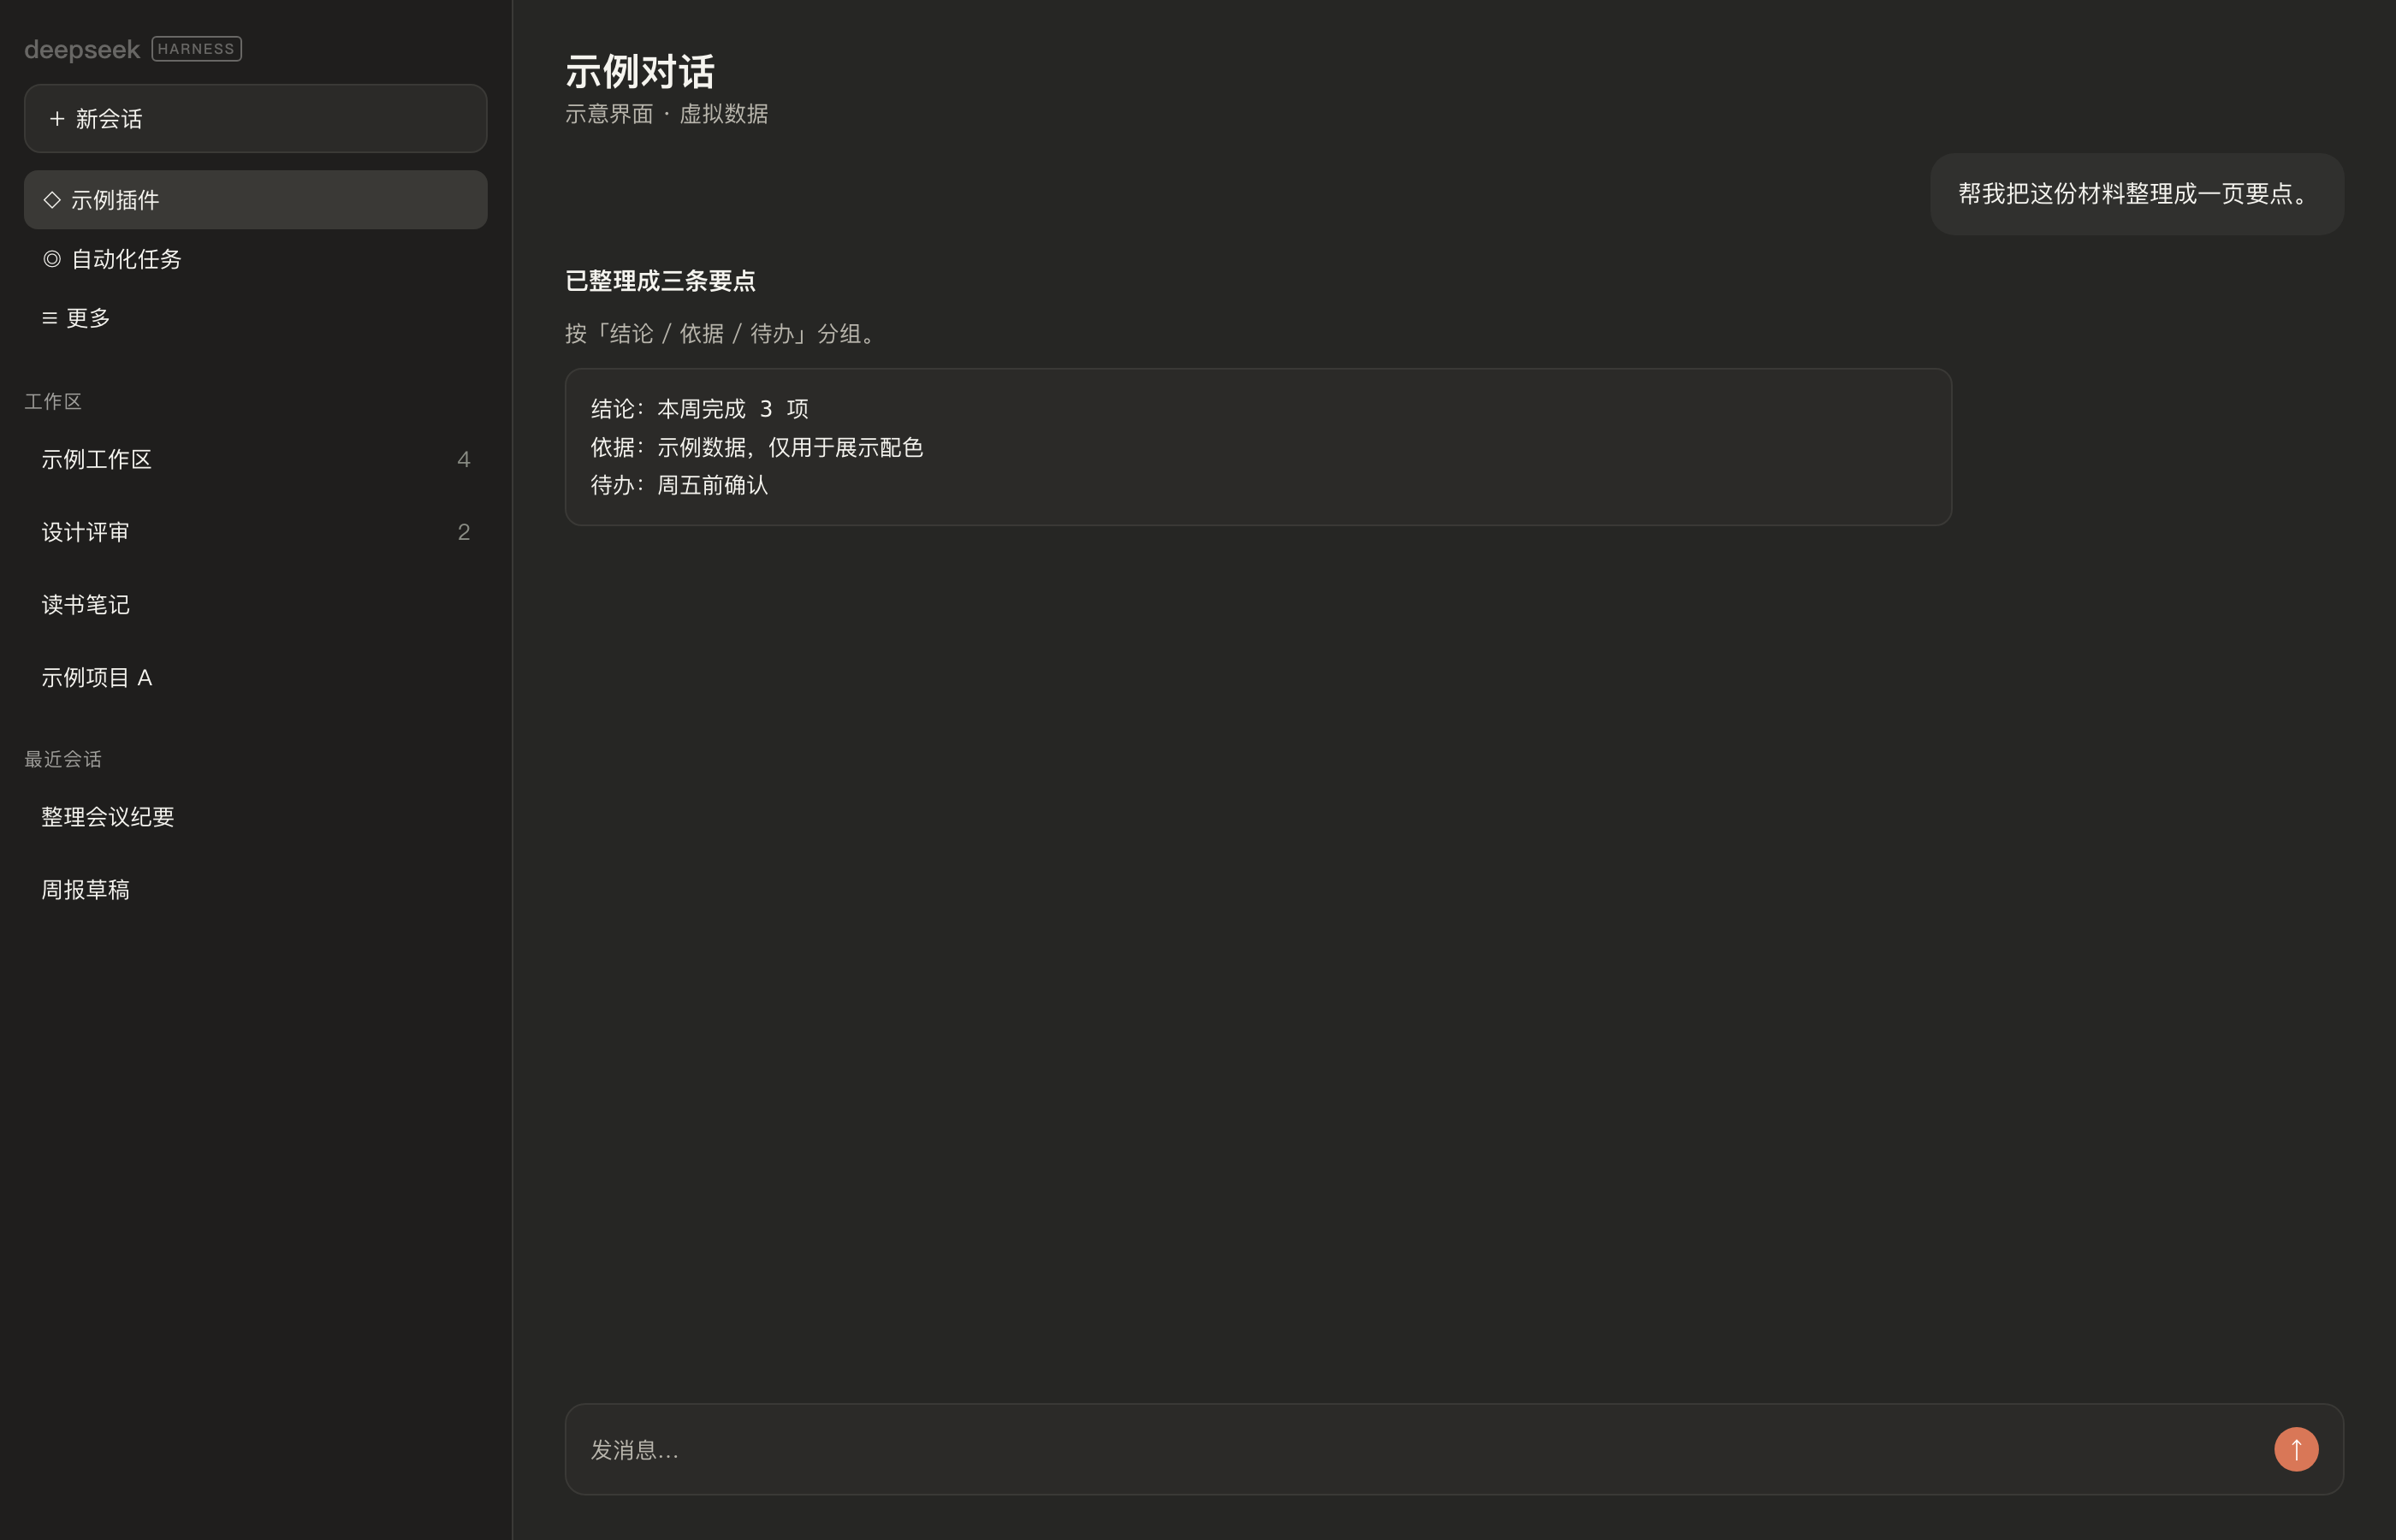 deepseek HARNESS
+ 新会话
◇ 示例插件
◎ 自动化任务
≡ 更多
工作区
示例工作区 4
设计评审 2
读书笔记
示例项目 A
最近会话
整理会议纪要
周报草稿
示例对话
示意界面 · 虚拟数据
帮我把这份材料整理成一页要点。
已整理成三条要点
按「结论 / 依据 / 待办」分组。
结论: 本周完成 3 项
依据: 示例数据, 仅用于展示配色
待办: 周五前确认
发消息...
↑